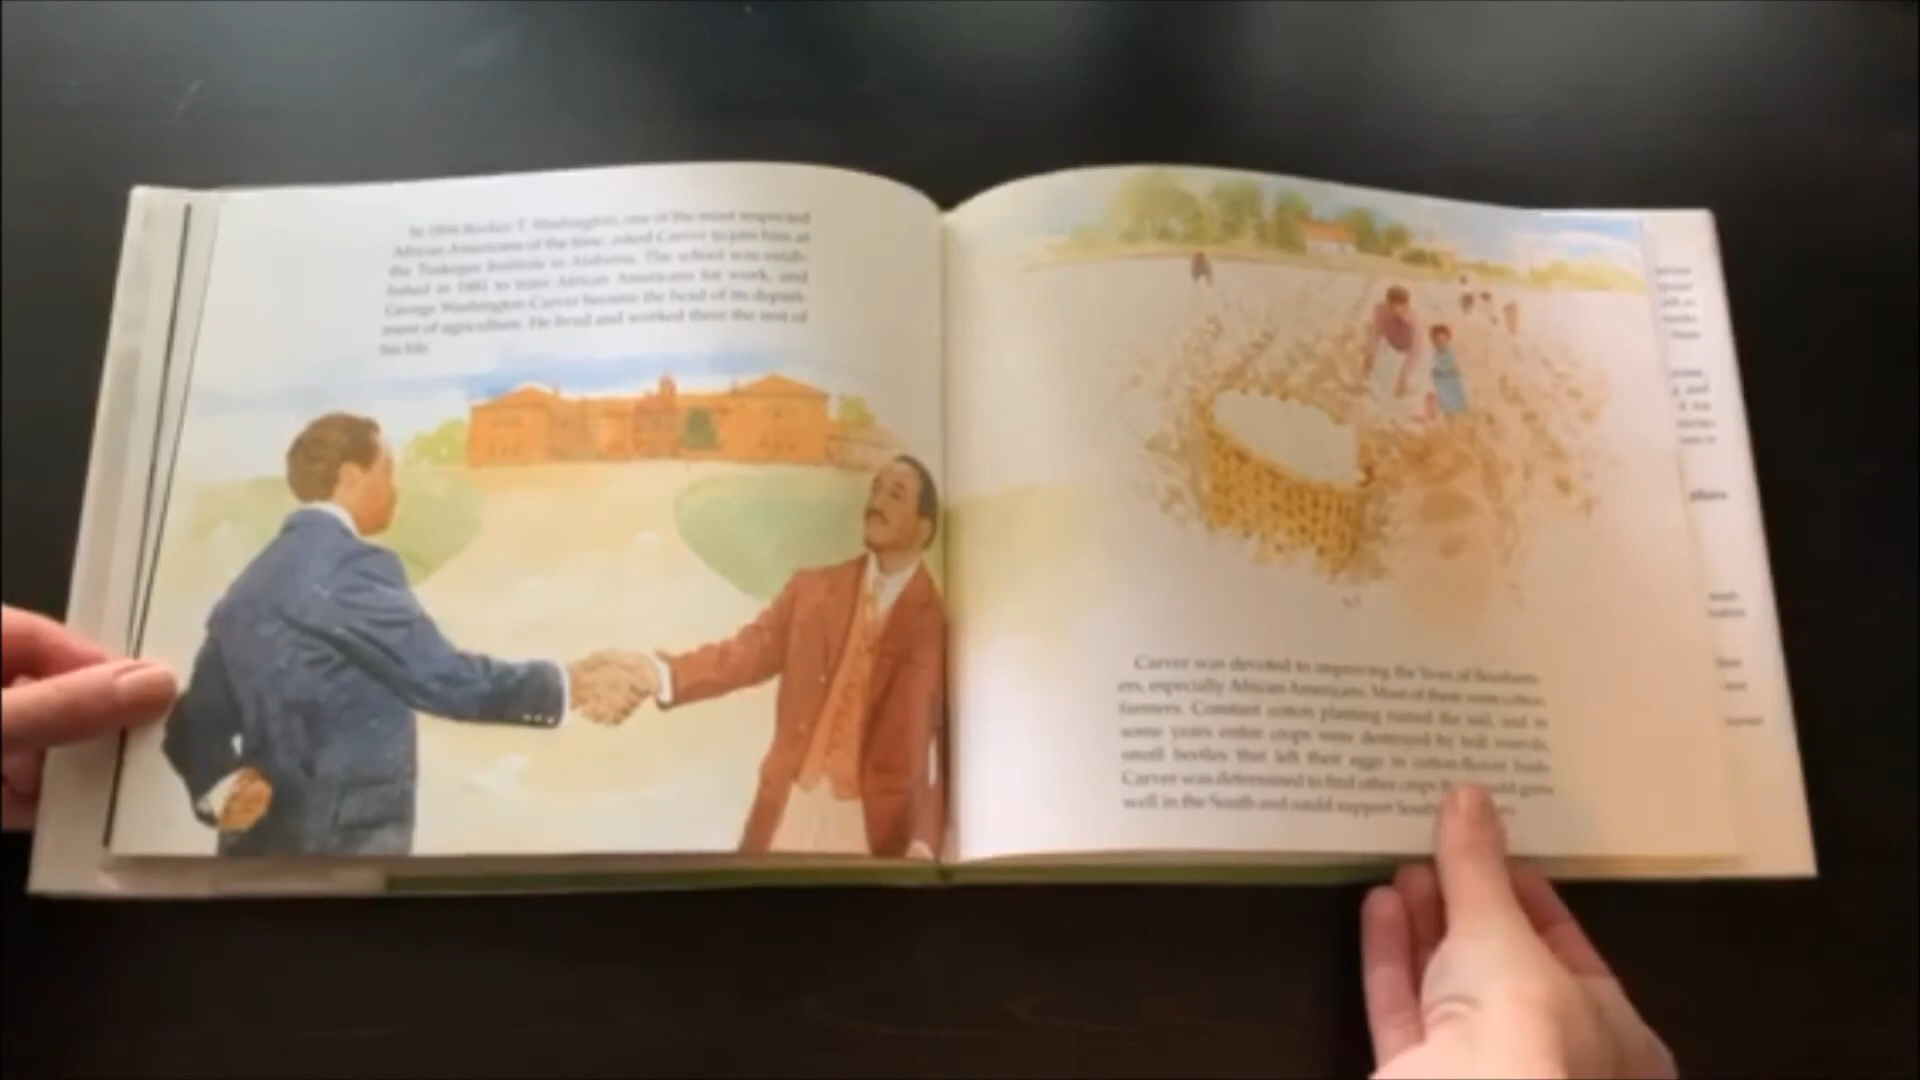 In 1896 Booker T. Washington, one of the most respected
African Americans of the time, asked Carver to join him at
the Tuskegee Institute in Alabama. The school was estab-
lished in 1881 to train African Americans for work, and
George Washington Carver became the head of its depart-
ment of agriculture. He lived and worked there the rest of
his life.
Carver was devoted to improving the lives of Southern-
ers, especially African Americans. Most of them were cotton
farmers. Constant cotton planting ruined the soil, and in
some years entire crops were destroyed by boll weevils,
small beetles that left their eggs in cotton-flower buds.
Carver was determined to find other crops could grow
well in the South and could support